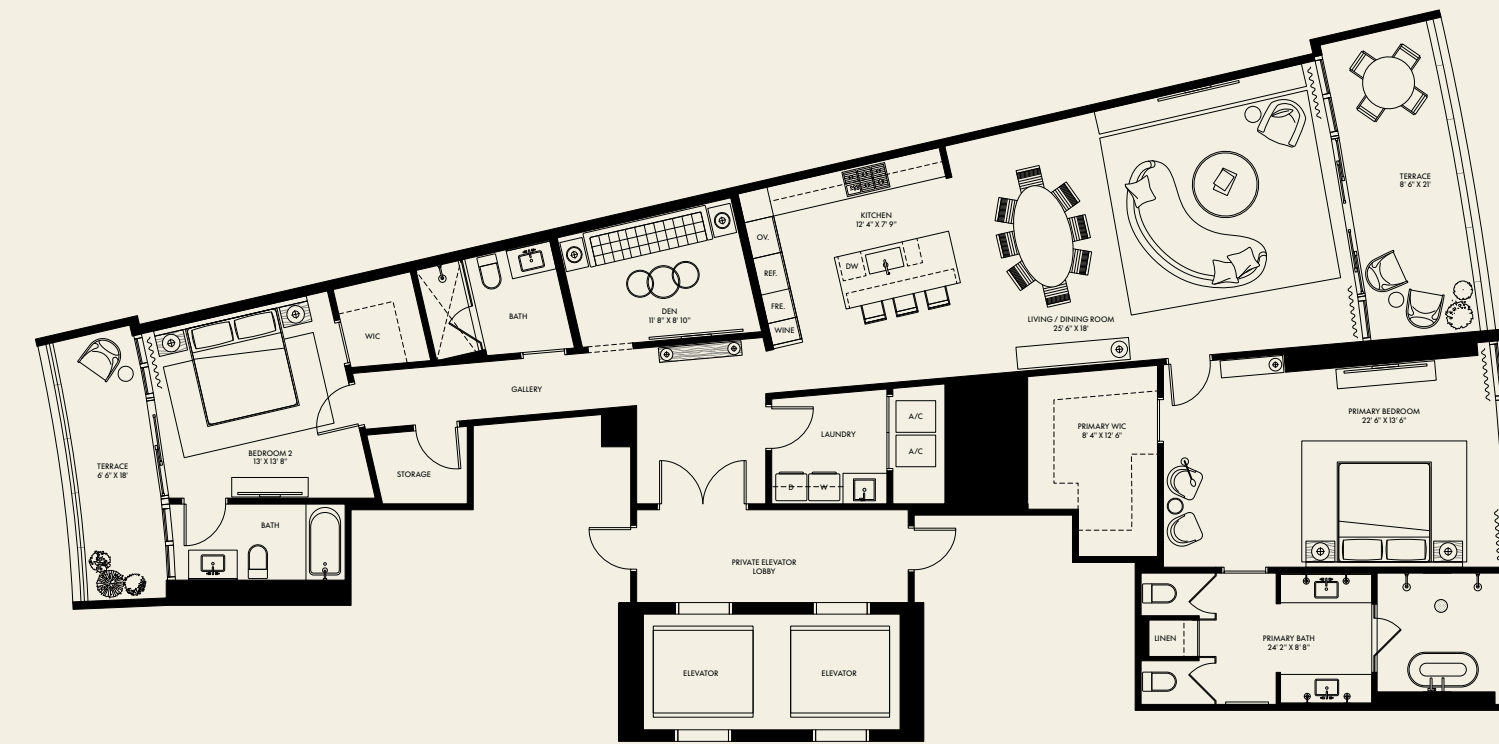 TERRACE
8' 6" X 21'
KITCHEN
12' 4" X 7' 9"
OV.
DW
REF.
FRE.
WINE
LIVING / DINING ROOM
25' 6" X 18'
DEN
11' 8" X 8' 10"
BATH
WIC
GALLERY
BEDROOM 2
13' X 13' 8"
TERRACE
6' 6" X 18'
STORAGE
BATH
LAUNDRY
A/C
A/C
D
W
PRIMARY WIC
8' 4" X 12' 6"
PRIMARY BEDROOM
22' 6" X 13' 6"
PRIVATE ELEVATOR
LOBBY
LINEN
PRIMARY BATH
24' 2" X 8' 8"
ELEVATOR
ELEVATOR